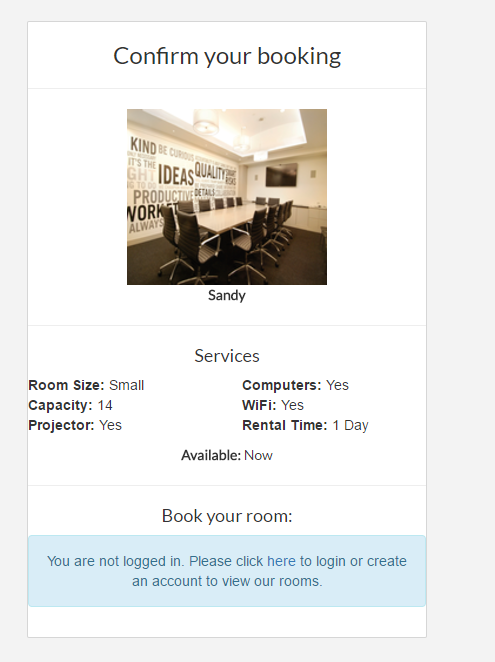 Confirm your booking
KIND BE CURIOUS
IT'S THE
IDEAS QUALITY
RISKS
PRODUCTIVE DETAILS
WORK
ALWAYS
Sandy
Services
Room Size: Small
Computers: Yes
Capacity: 14
WiFi: Yes
Projector: Yes
Rental Time: 1 Day
Available: Now
Book your room:
You are not logged in. Please click here to login or create
an account to view our rooms.